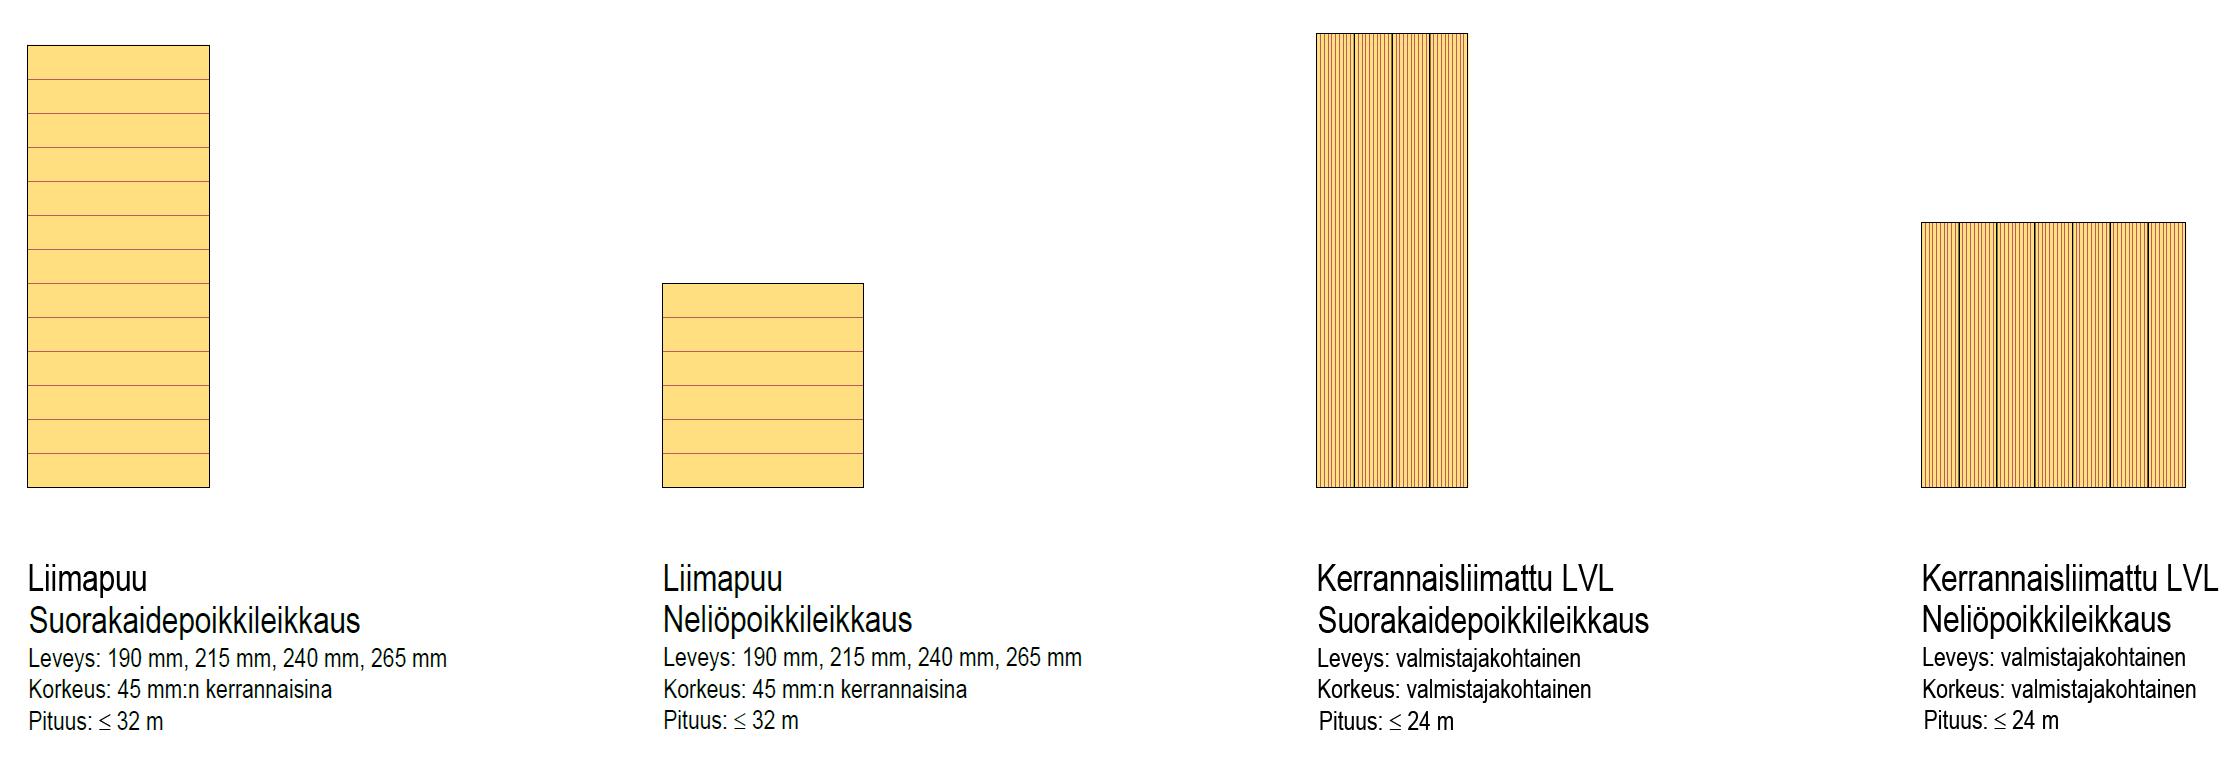 Liimapuu
Suorakaidepoikkileikkaus
Leveys: 190 mm, 215 mm, 240 mm, 265 mm
Korkeus: 45 mm:n kerrannaisina
Pituus: ≤ 32 m
Liimapuu
Neliöpoikkileikkaus
Leveys: 190 mm, 215 mm, 240 mm, 265 mm
Korkeus: 45 mm:n kerrannaisina
Pituus: ≤ 32 m
Kerrannaisliimattu LVL
Suorakaidepoikkileikkaus
Leveys: valmistajakohtainen
Korkeus: valmistajakohtainen
Pituus: ≤ 24 m
Kerrannaisliimattu LVL
Neliöpoikkileikkaus
Leveys: valmistajakohtainen
Korkeus: valmistajakohtainen
Pituus: ≤ 24 m